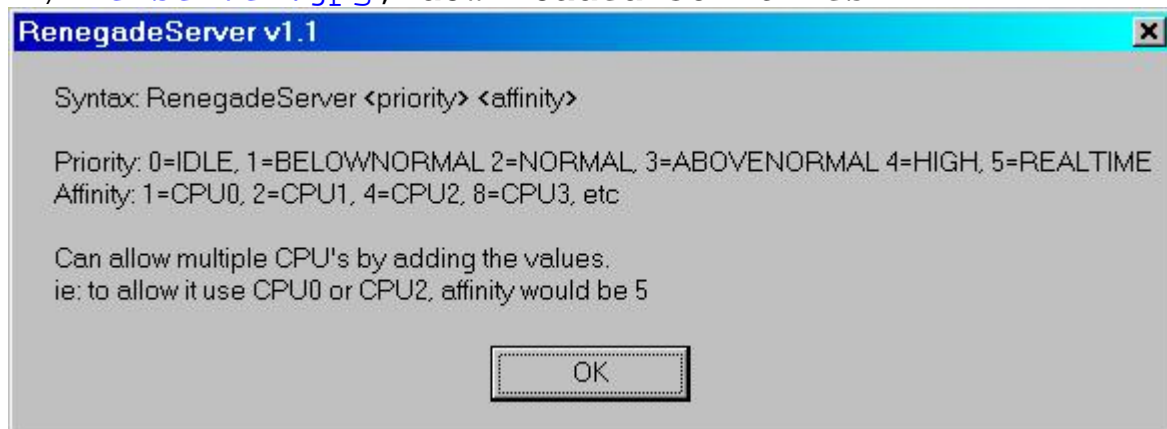 RenegadeServer v1.1
Syntax: RenegadeServer <priority> <affinity>
Priority: 0=IDLE, 1=BELOWNORMAL 2=NORMAL, 3=ABOVENORMAL 4=HIGH, 5=REALTIME
Affinity: 1=CPU0, 2=CPU1, 4=CPU2, 8=CPU3, etc
Can allow multiple CPU's by adding the values.
ie: to allow it use CPU0 or CPU2, affinity would be 5
OK